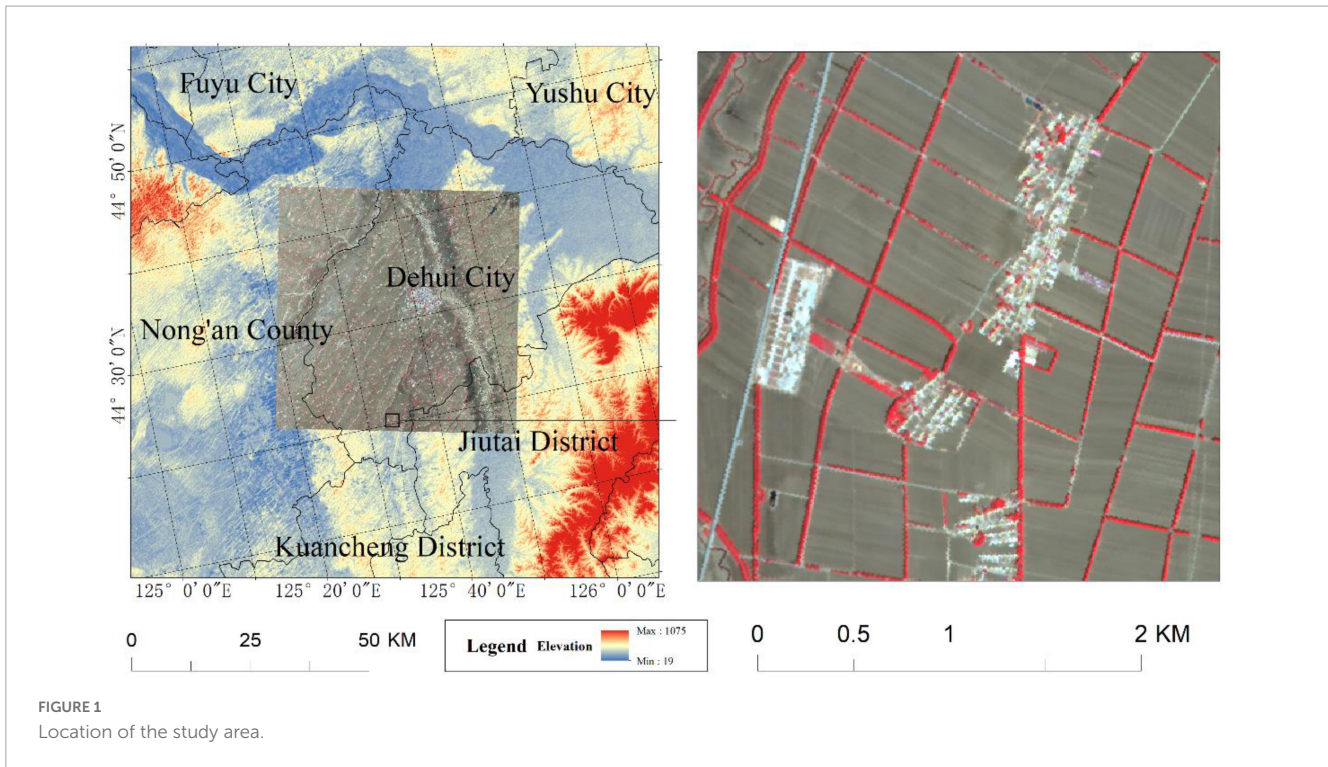 Fuyu City
Yushu City
44° 50′ 0″N
Dehui City
Nong'an County
44° 30′ 0″N
Jiutai District
Kuancheng District
125° 0′ 0″E
125° 20′ 0″E
125° 40′ 0″E
126° 0′ 0″E
0
25
50 KM
Legend Elevation
Max : 1075
Min : 19
0
0.5
1
2 KM
FIGURE 1
Location of the study area.